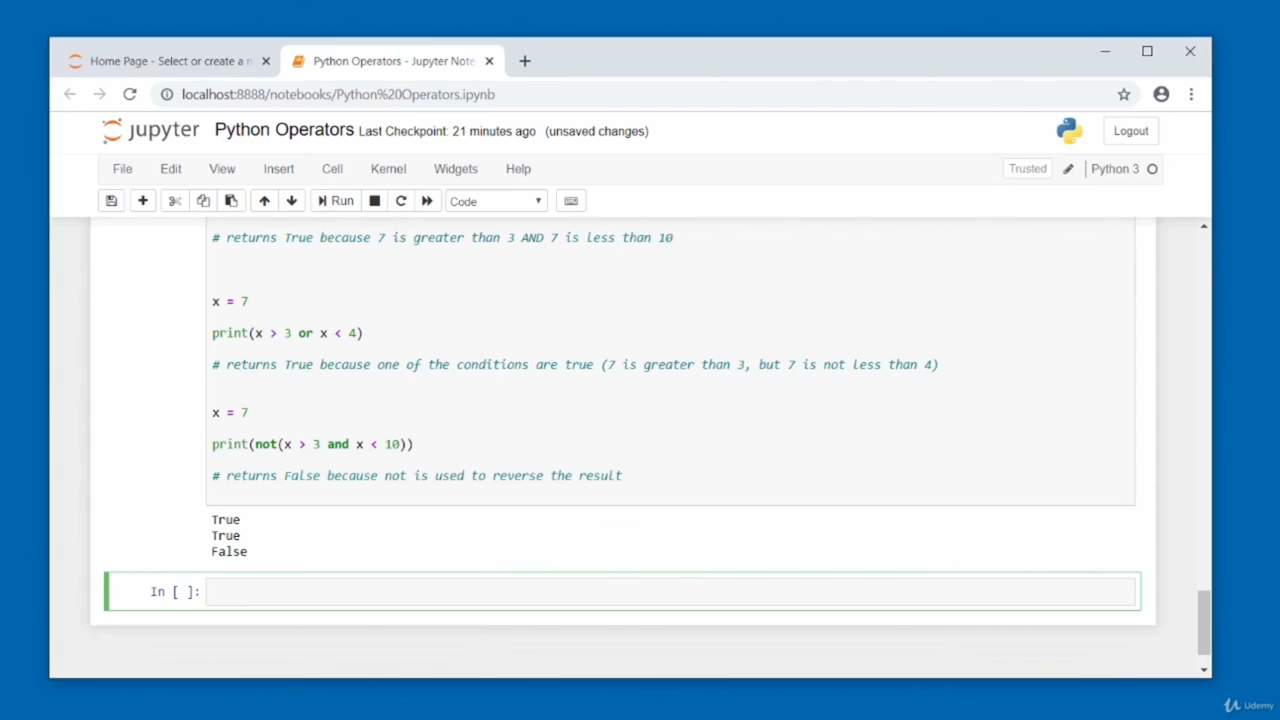 Home Page - Select or create a n
Python Operators - Jupyter Note
localhost:8888/notebooks/Python%20Operators.ipynb
jupyter Python Operators Last Checkpoint: 21 minutes ago (unsaved changes)
Logout
File Edit View Insert Cell Kernel Widgets Help
Trusted Python 3
Run Code
# returns True because 7 is greater than 3 AND 7 is less than 10
x = 7
print(x > 3 or x < 4)
# returns True because one of the conditions are true (7 is greater than 3, but 7 is not less than 4)
x = 7
print(not(x > 3 and x < 10))
# returns False because not is used to reverse the result
True
True
False
In [ ]:
Udemy